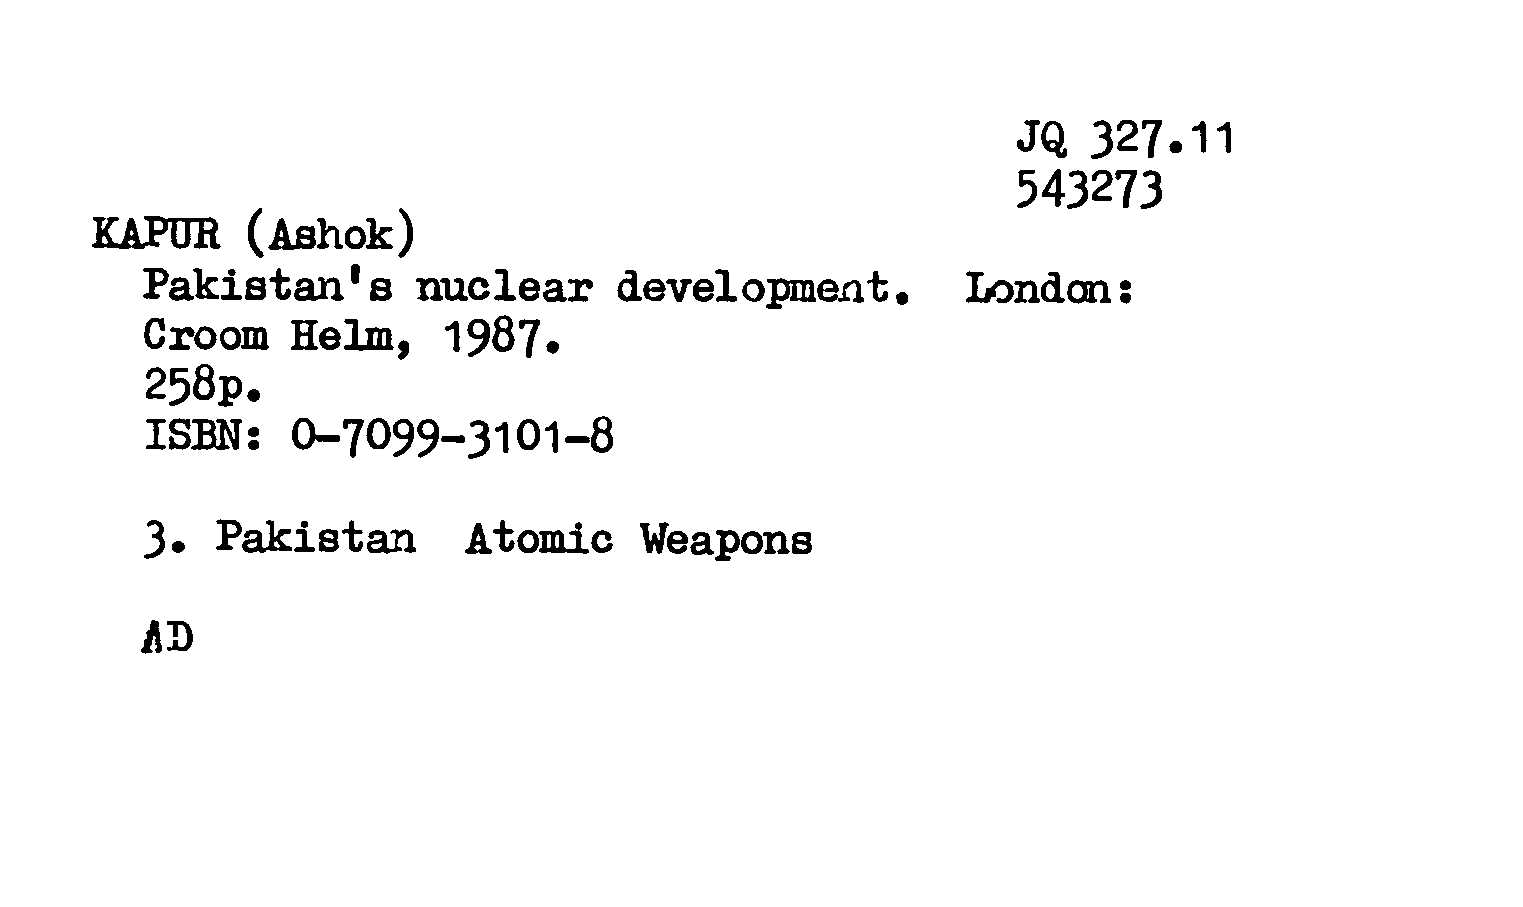 JQ 327.11
543273
KAPUR (Ashok)
Pakistan's nuclear development. London:
Croom Helm, 1987.
258p.
ISBN: 0-7099-3101-8
3. Pakistan Atomic Weapons
AD